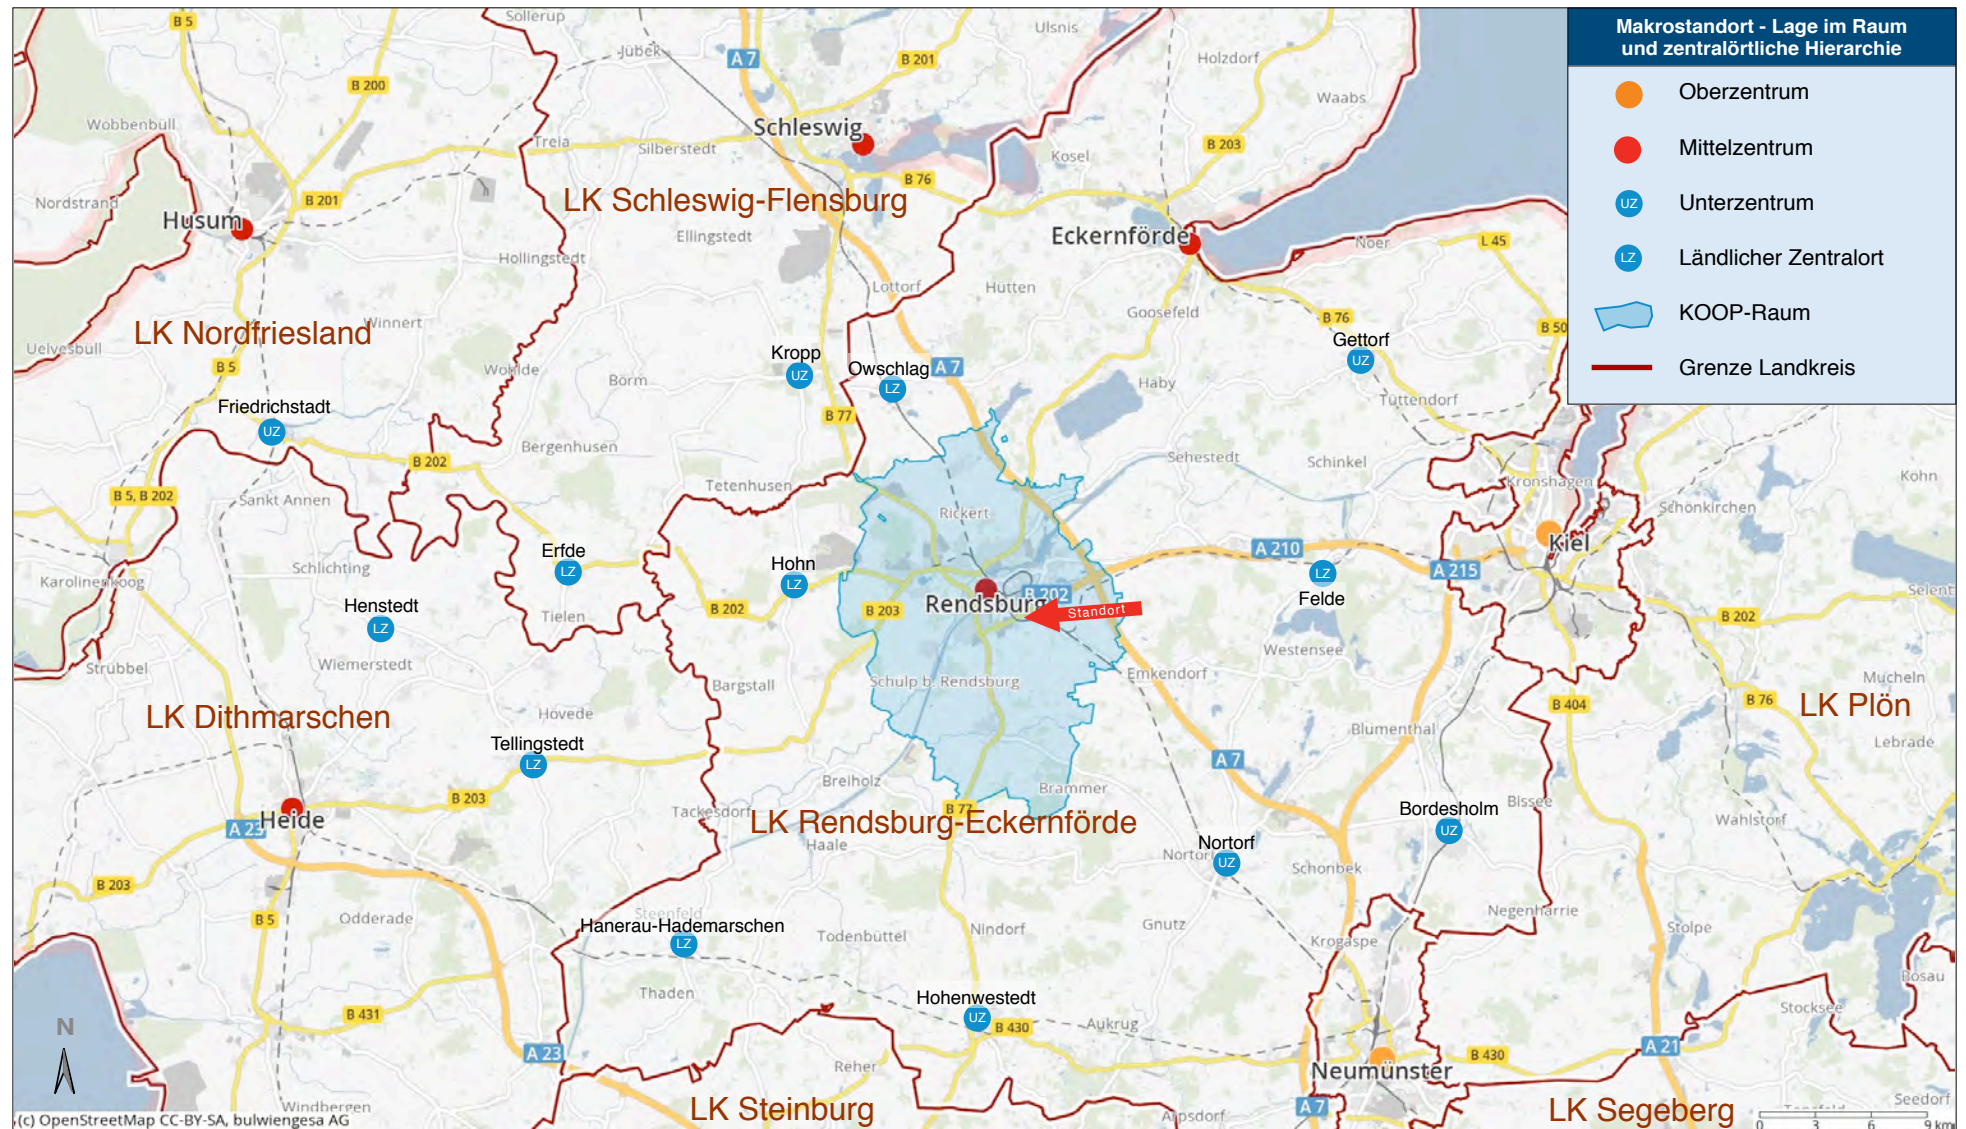 Makrostandort - Lage im Raum
und zentralörtliche Hierarchie
Oberzentrum
Mittelzentrum
UZ Unterzentrum
LZ Ländlicher Zentralort
KOOP-Raum
Grenze Landkreis
B 5
Sollerup
Ulsnis
Jübek
A 7
B 201
Holzdorf
B 200
Waabs
Wobbenbüll
Schleswig
Treia
Silberstedt
Kosel
B 203
B 76
B 201
LK Schleswig-Flensburg
Nordstrand
Husum
Ellingstedt
Eckernförde
Noer
L 45
Hollingstedt
Lottorf
Hütten
Goosefeld
B 76
B 50
LK Nordfriesland
Winnert
Uelvesbüll
Gettorf
UZ
Kropp
UZ
Owschlag
LZ
A 7
B 5
Wohlde
Börm
Haby
Tüttendorf
Friedrichstadt
UZ
B 77
Bergenhusen
B 202
Sehestedt
Schinkel
Kronshagen
Kohn
B 5, B 202
Sankt Annen
Tetenhusen
Rickert
Schönkirchen
Kiel
Erfde
LZ
Hohn
LZ
A 210
A 215
LZ
Felde
Karolinenkoog
Schlichting
Selent
Henstedt
LZ
Tielen
B 202
B 203
Rendsburg
B 202
Standort
B 202
Strübbel
Wiemerstedt
Westensee
Emkendorf
Bargstall
Schülp b. Rendsburg
Mucheln
LK Dithmarschen
Hövede
B 404
B 76
LK Plön
Blumenthal
Tellingstedt
LZ
Lebrade
A 7
Breiholz
Brammer
B 203
Tackesdorf
B 77
LK Rendsburg-Eckernförde
Bordesholm
UZ
Bissee
Wahlstorf
A 23
Heide
Haale
Nortorf
Nortorf
UZ
Schönbek
B 203
B 5
Odderade
Steenfeld
Hanerau-Hademarschen
LZ
Todenbüttel
Nindorf
Gnutz
Negenharrie
Krogaspe
Stolpe
Bosau
Thaden
Hohenwestedt
UZ
B 430
Aukrug
Stocksee
N
B 431
A 23
Reher
Neumünster
B 430
A 21
Windbergen
LK Steinburg
Arpsdorf
A 7
LK Segeberg
Tensfeld
Seedorf
(c) OpenStreetMap CC-BY-SA, bulwiengesa AG
0 3 6 9 km